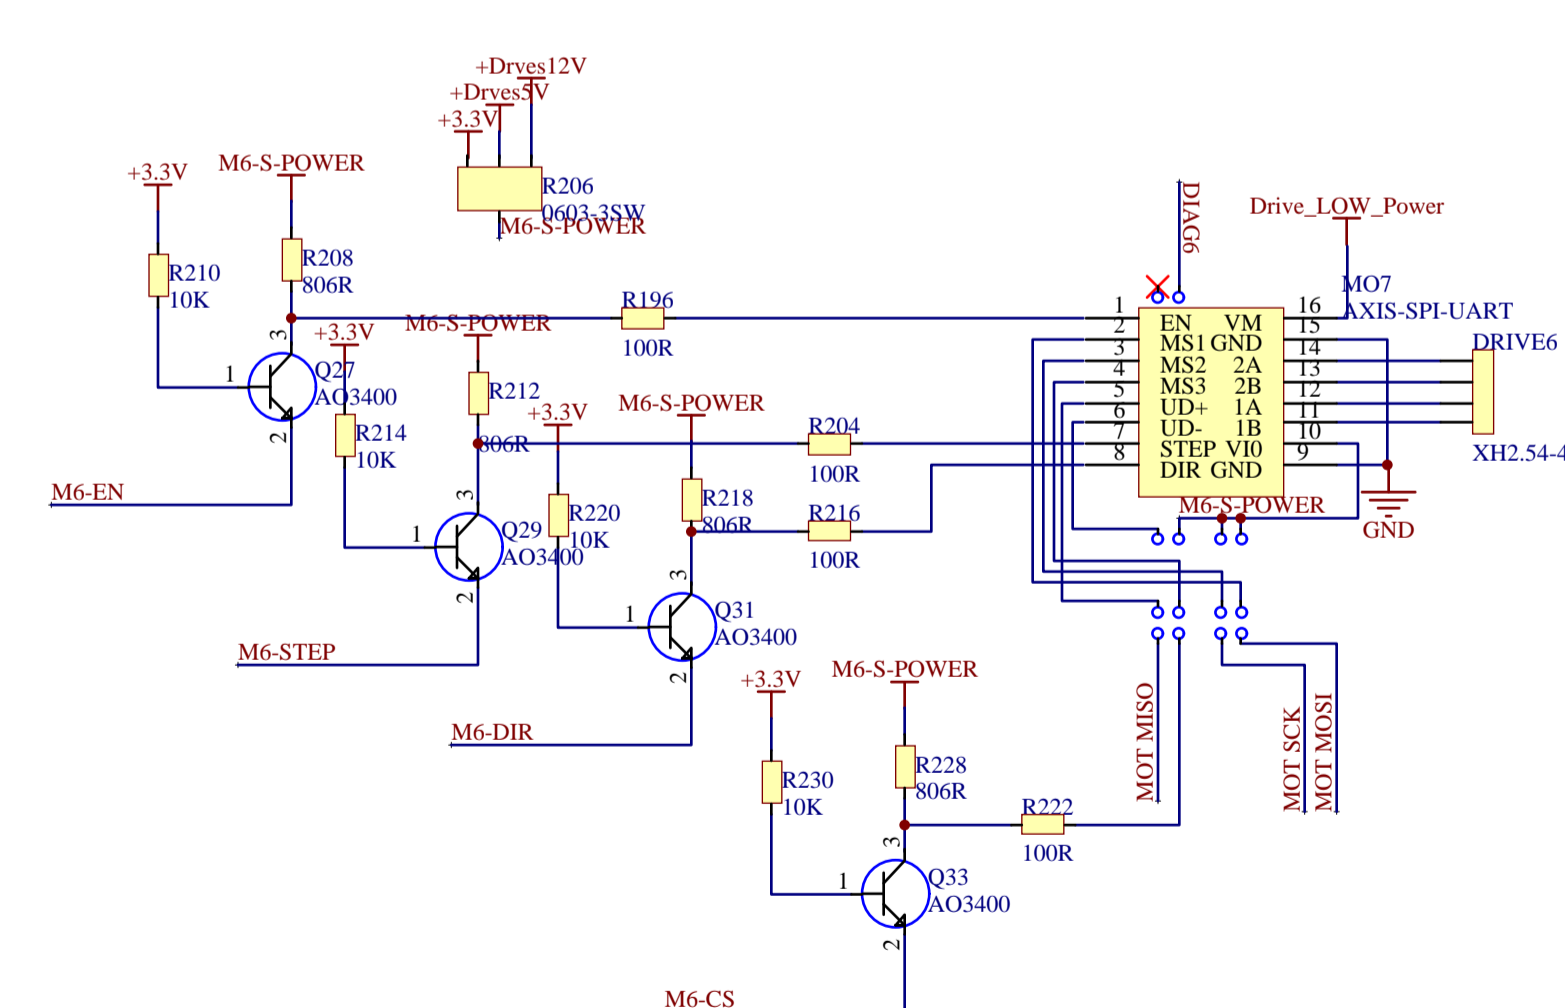 +Drves12V
+Drves5V
+3.3V
R206
0603-3SW
M6-S-POWER
+3.3V
M6-S-POWER
R210
10K
R208
806R
3
1
Q27
AO3400
2
M6-EN
R196
100R
+3.3V
M6-S-POWER
R214
10K
R212
806R
3
1
Q29
AO3400
2
M6-STEP
R204
100R
+3.3V
M6-S-POWER
R220
10K
R218
806R
3
1
Q31
AO3400
2
M6-DIR
R216
100R
+3.3V
M6-S-POWER
R230
10K
R228
806R
3
1
Q33
AO3400
2
M6-CS
R222
100R
DIAG6
Drive_LOW_Power
MO7
AXIS-SPI-UART
1 EN VM 16
2 MS1 GND 15
3 MS2 2A 14
4 MS3 2B 13
5 UD+ 1A 12
6 UD- 1B 11
7 STEP VI0 10
8 DIR GND 9
DRIVE6
XH2.54-4
M6-S-POWER
GND
MOT MISO
MOT SCK
MOT MOSI